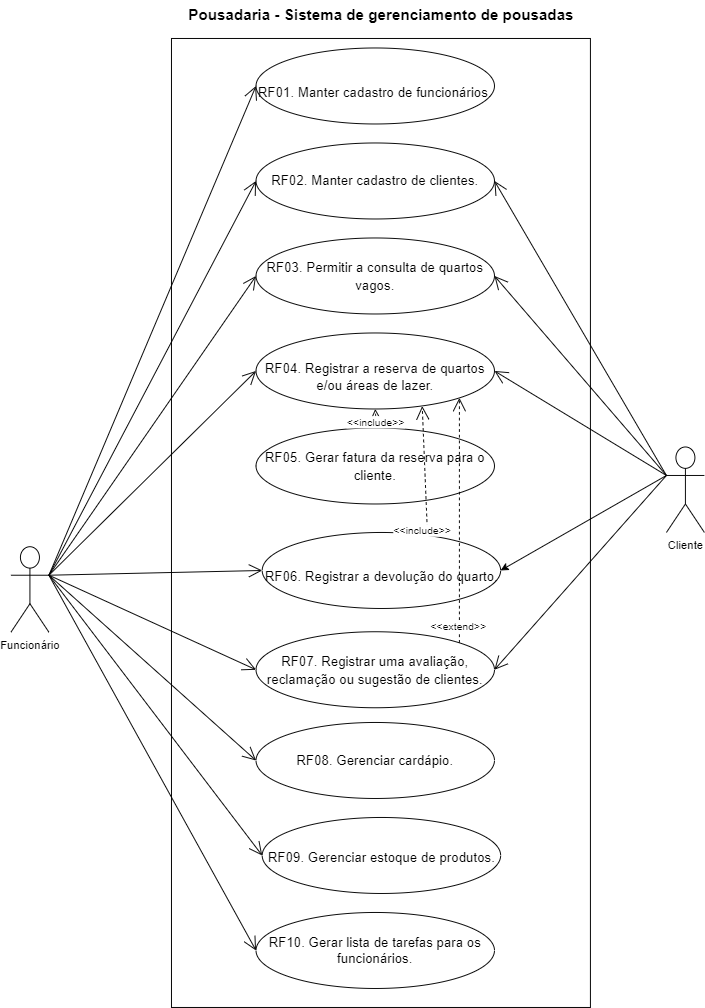 Pousadaria - Sistema de gerenciamento de pousadas
RF01. Manter cadastro de funcionários
RF02. Manter cadastro de clientes.
RF03. Permitir a consulta de quartos
vagos.
RF04. Registrar a reserva de quartos
e/ou áreas de lazer.
<<include>>
RF05. Gerar fatura da reserva para o
cliente.
<<include>>
Cliente
RF06. Registrar a devolução do quarto
<<extend>>
Funcionário
RF07. Registrar uma avaliação,
reclamação ou sugestão de clientes.
RF08. Gerenciar cardápio.
RF09. Gerenciar estoque de produtos.
RF10. Gerar lista de tarefas para os
funcionários.